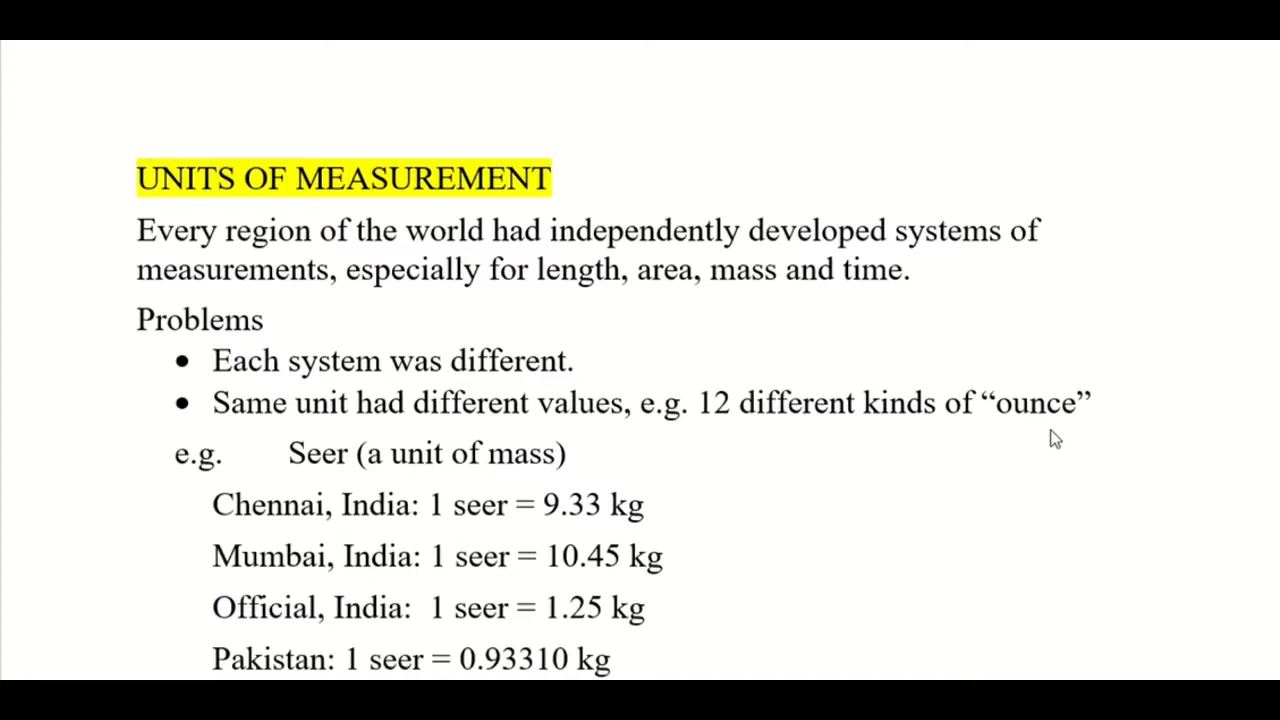 UNITS OF MEASUREMENT
Every region of the world had independently developed systems of
measurements, especially for length, area, mass and time.
Problems
• Each system was different.
• Same unit had different values, e.g. 12 different kinds of “ounce”
e.g. Seer (a unit of mass)
Chennai, India: 1 seer = 9.33 kg
Mumbai, India: 1 seer = 10.45 kg
Official, India: 1 seer = 1.25 kg
Pakistan: 1 seer = 0.93310 kg